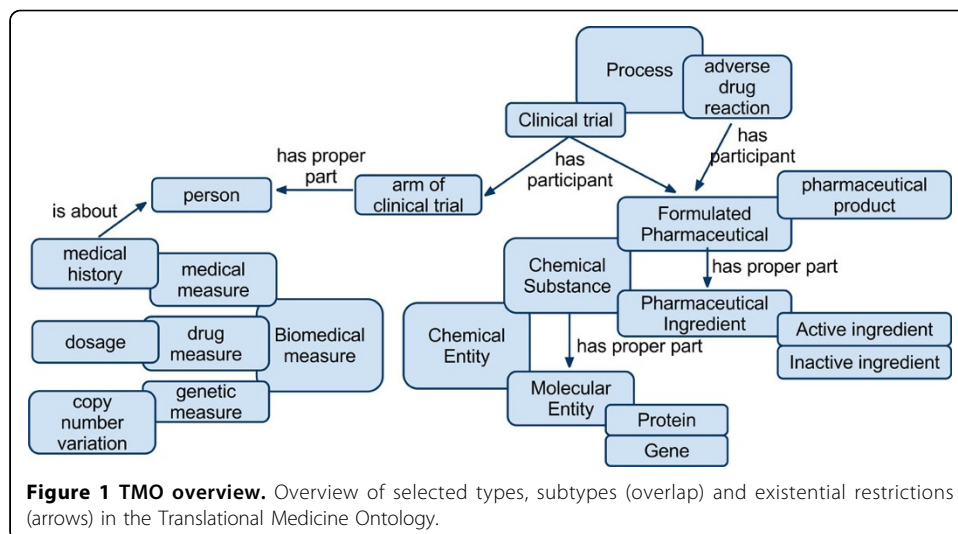 Process
adverse
drug
reaction
Clinical trial
has
participant
has
participant
has proper
part
person
arm of
clinical trial
is about
pharmaceutical
product
Formulated
Pharmaceutical
medical
history
medical
measure
Chemical
Substance
has proper part
Pharmaceutical
Ingredient
dosage
drug
measure
Biomedical
measure
Chemical
Entity
has proper part
Active ingredient
Inactive ingredient
copy
number
variation
genetic
measure
Molecular
Entity
Protein
Gene
Figure 1 TMO overview. Overview of selected types, subtypes (overlap) and existential restrictions
(arrows) in the Translational Medicine Ontology.